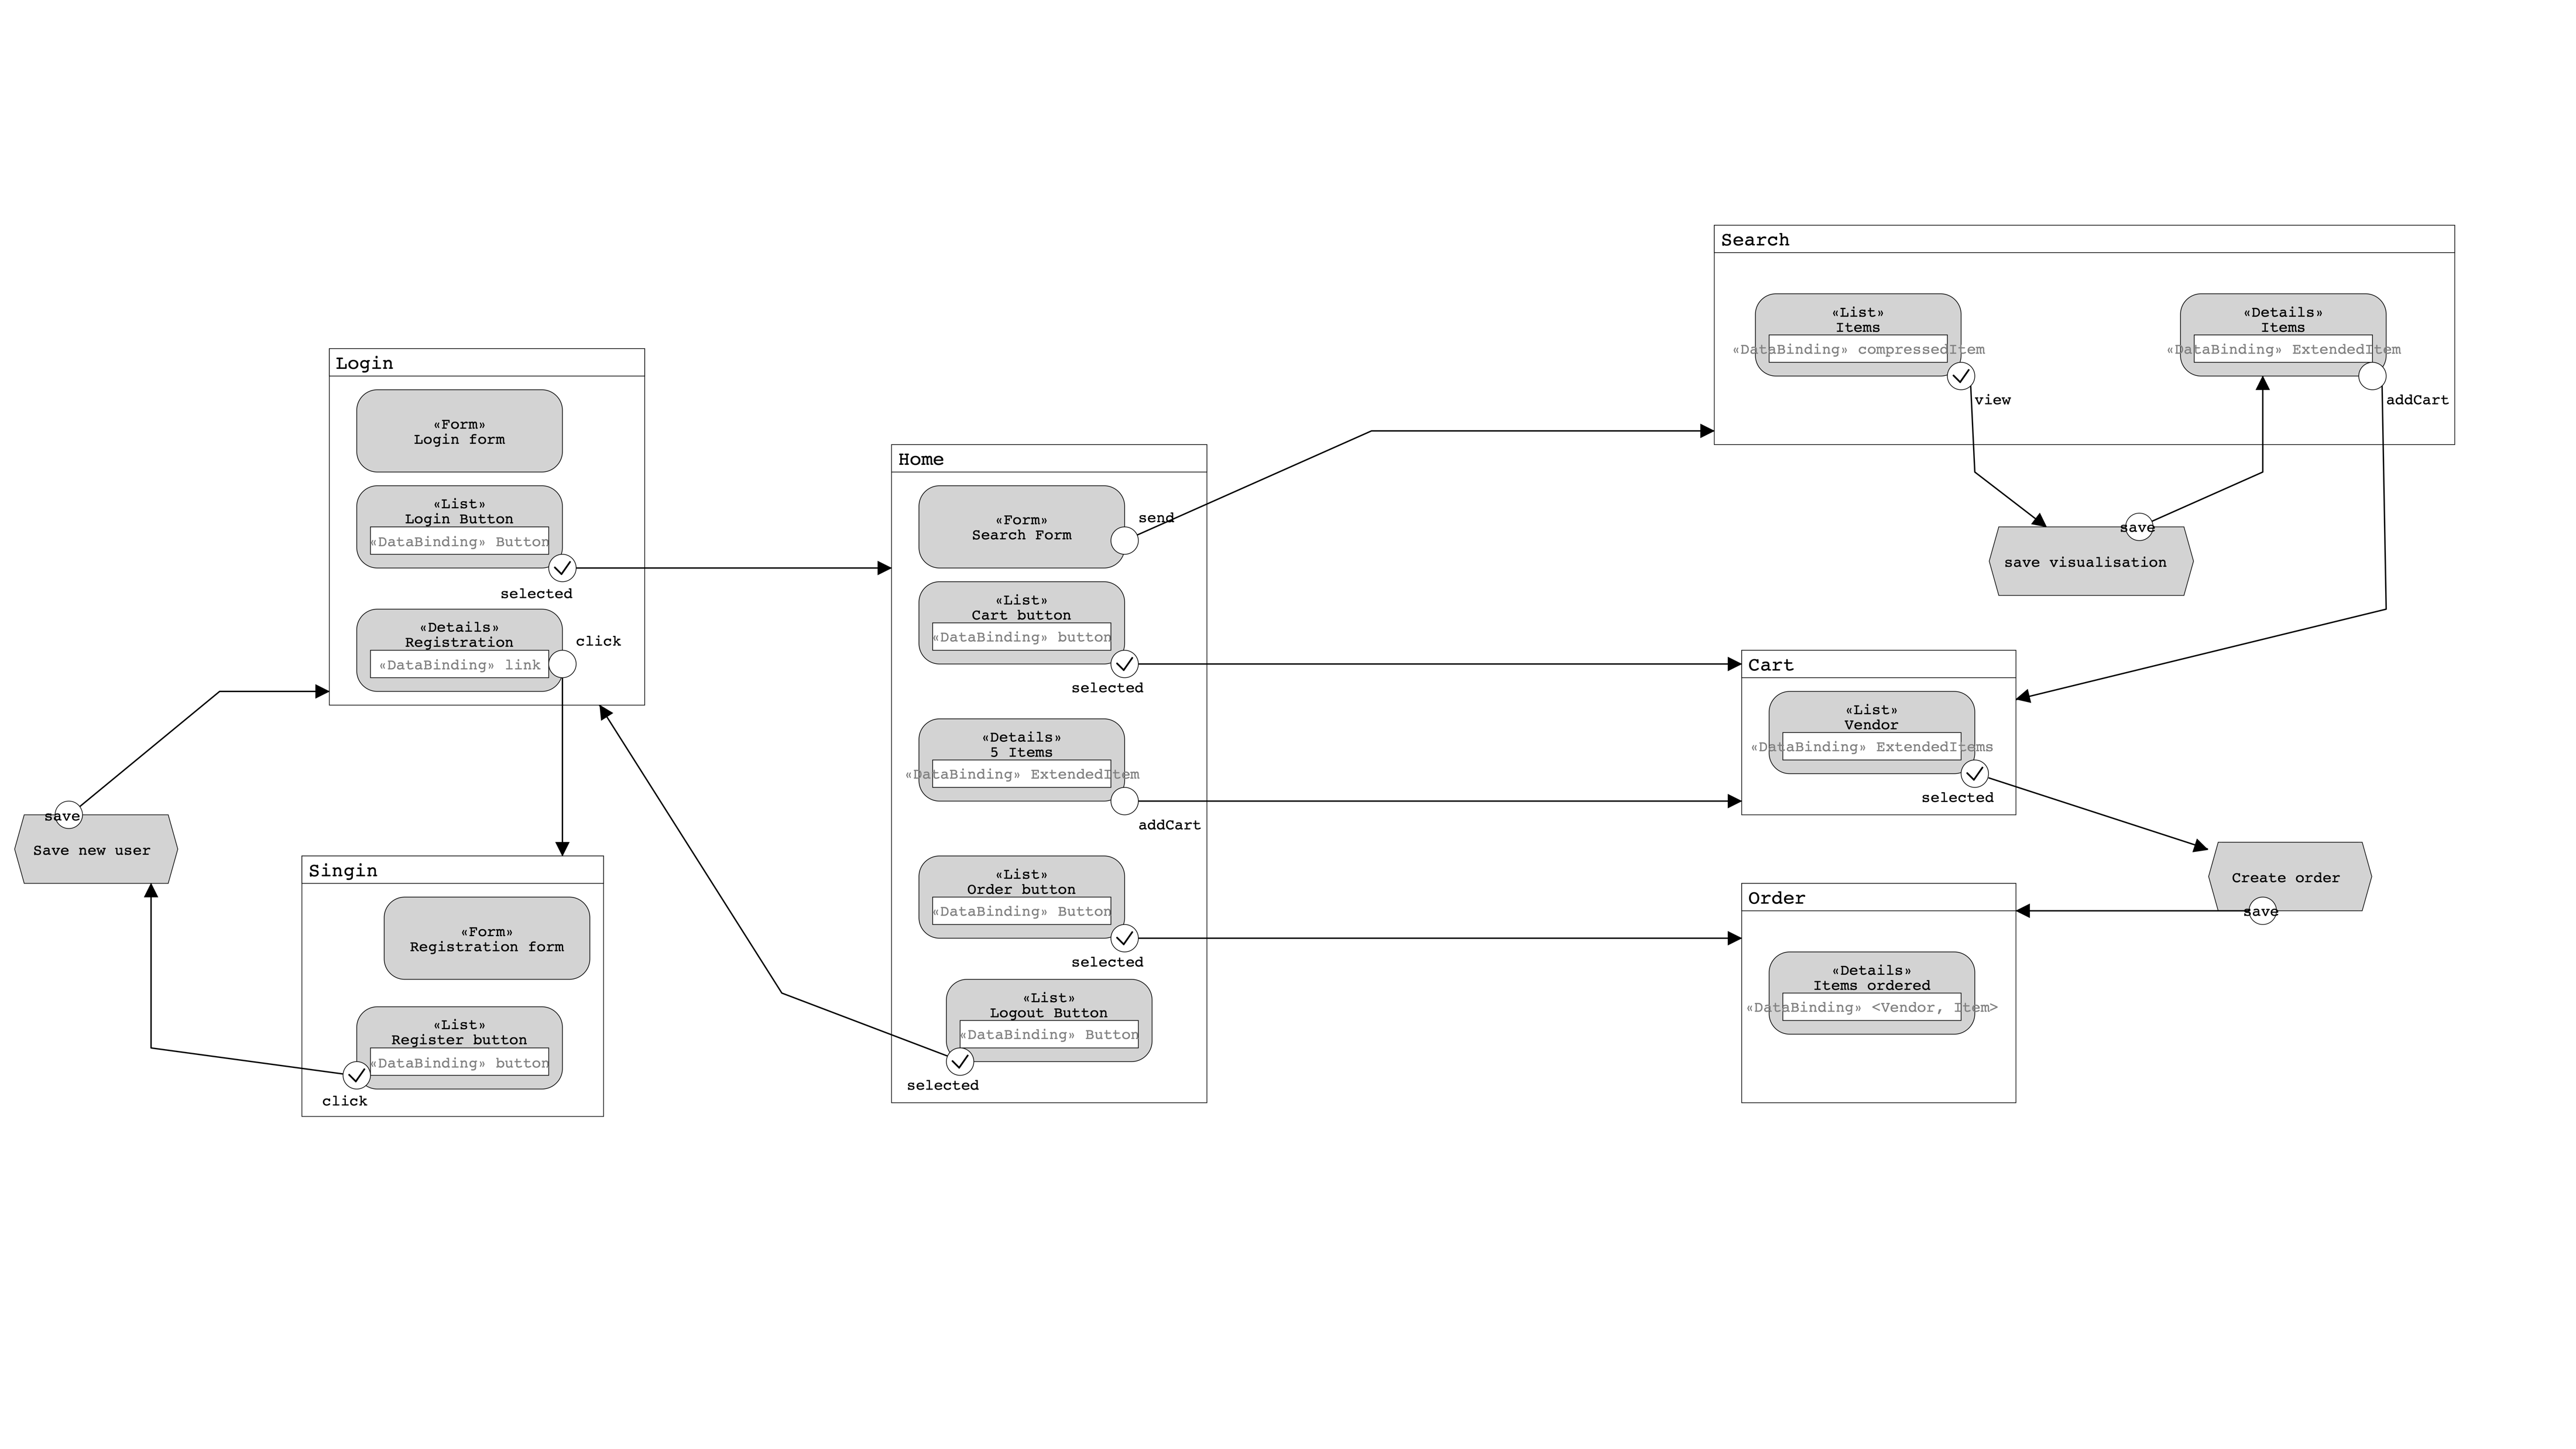 Login
«Form»
Login form
«List»
Login Button
«DataBinding» Button
selected
«Details»
Registration
«DataBinding» link
click
save
Save new user
Singin
«Form»
Registration form
«List»
Register button
«DataBinding» button
click
Home
«Form»
Search Form
send
«List»
Cart button
«DataBinding» button
selected
«Details»
5 Items
«DataBinding» ExtendedItem
addCart
«List»
Order button
«DataBinding» Button
selected
«List»
Logout Button
«DataBinding» Button
selected
Search
«List»
Items
«DataBinding» compressedItem
view
«Details»
Items
«DataBinding» ExtendedItem
addCart
save
save visualisation
Cart
«List»
Vendor
«DataBinding» ExtendedItems
selected
Create order
save
Order
«Details»
Items ordered
«DataBinding» <Vendor, Item>